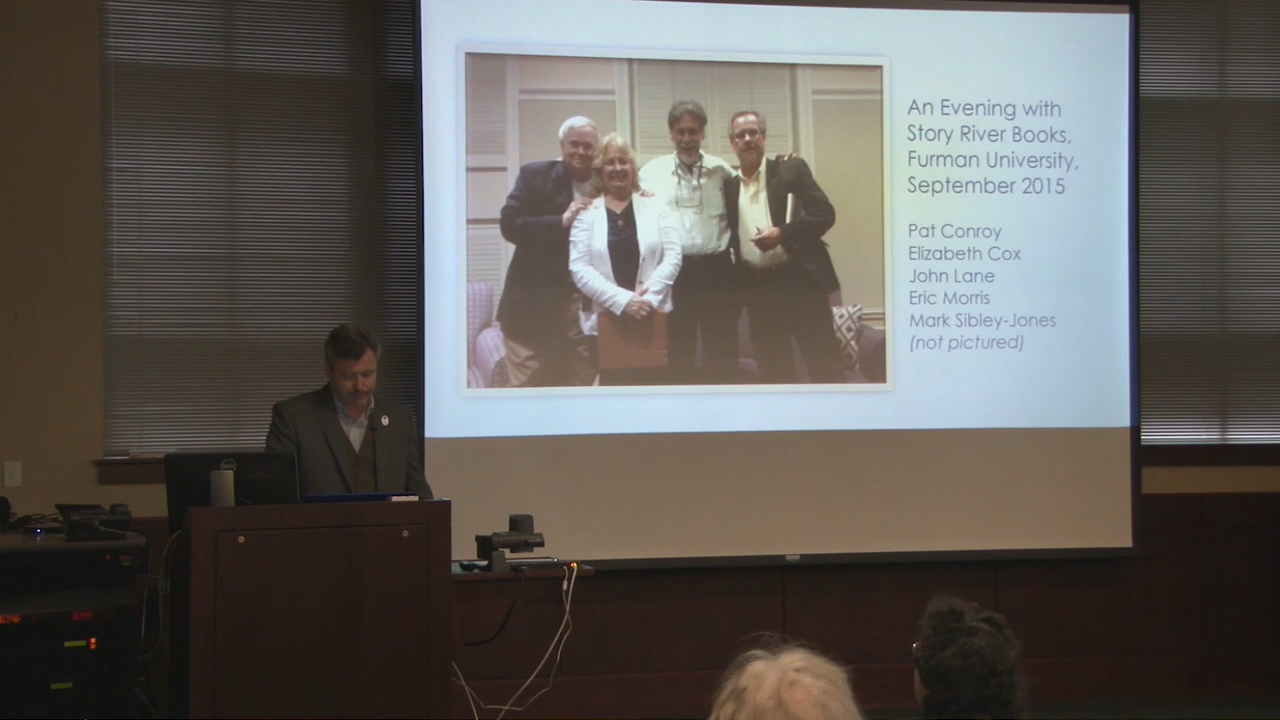 An Evening with
Story River Books,
Furman University,
September 2015
Pat Conroy
Elizabeth Cox
John Lane
Eric Morris
Mark Sibley-Jones
(not pictured)